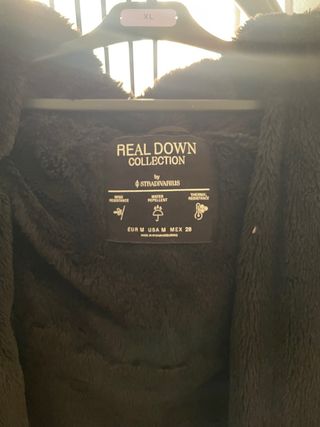 XL
REAL DOWN
COLLECTION
by
STRADIVARIUS
WIND RESISTANCE
WATER REPELLENT
THERMAL RESISTANCE
EUR M USA M MEX 28